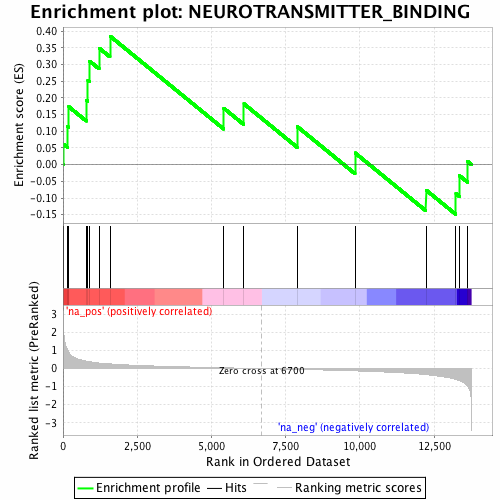 Enrichment plot: NEUROTRANSMITTER_BINDING
Enrichment score (ES)
0.40
0.35
0.30
0.25
0.20
0.15
0.10
0.05
0.00
-0.05
-0.10
-0.15
'na_pos' (positively correlated)
Ranked list metric (PreRanked)
3
2
1
0
-1
-2
-3
Zero cross at 6700
'na_neg' (negatively correlated)
0
2,500
5,000
7,500
10,000
12,500
Rank in Ordered Dataset
Enrichment profile
Hits
Ranking metric scores